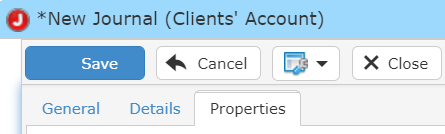 *New Journal (Clients' Account)
Save Cancel Close
General Details Properties